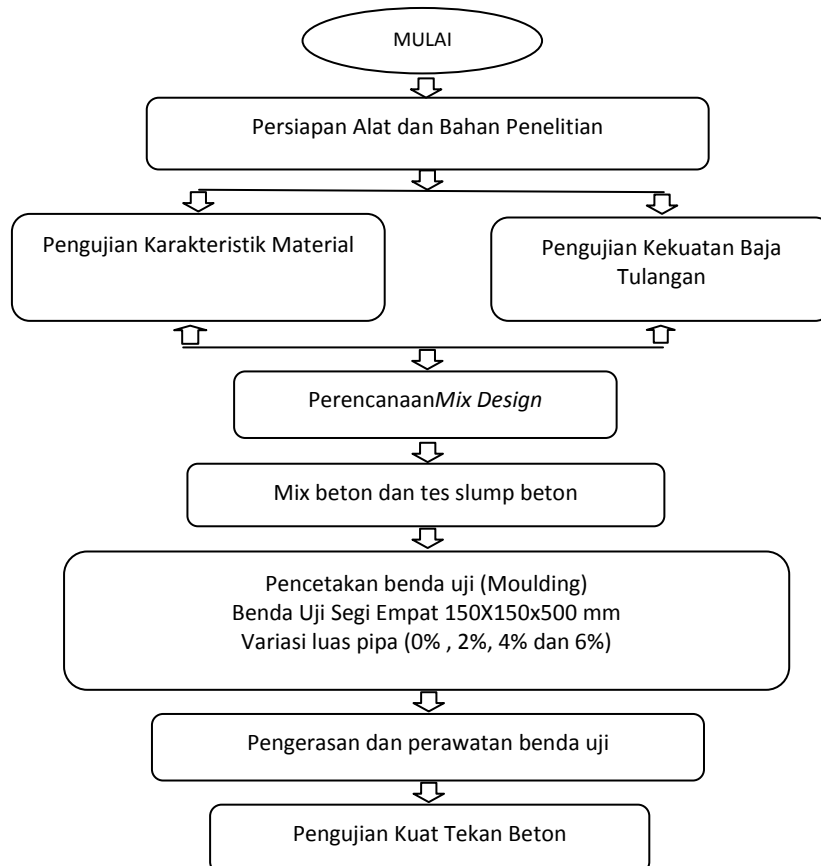 MULAI
Persiapan Alat dan Bahan Penelitian
Pengujian Karakteristik Material
Pengujian Kekuatan Baja
Tulangan
PerencanaanMix Design
Mix beton dan tes slump beton
Pencetakan benda uji (Moulding)
Benda Uji Segi Empat 150X150x500 mm
Variasi luas pipa (0% , 2%, 4% dan 6%)
Pengerasan dan perawatan benda uji
Pengujian Kuat Tekan Beton